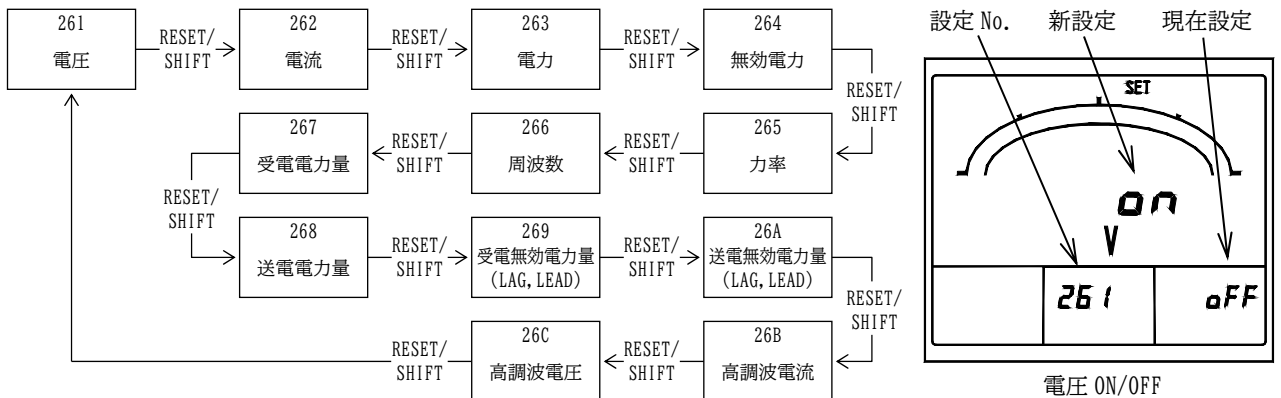 261
電圧
RESET/
SHIFT
262
電流
RESET/
SHIFT
263
電力
RESET/
SHIFT
264
無効電力
RESET/
SHIFT
265
力率
RESET/
SHIFT
266
周波数
RESET/
SHIFT
267
受電電力量
RESET/
SHIFT
268
送電電力量
RESET/
SHIFT
269
受電無効電力量
(LAG,LEAD)
RESET/
SHIFT
26A
送電無効電力量
(LAG,LEAD)
RESET/
SHIFT
26B
高調波電流
RESET/
SHIFT
26C
高調波電圧
RESET/
SHIFT
設定 No.
新設定
現在設定
SET
on
V
261
oFF
電圧 ON/OFF